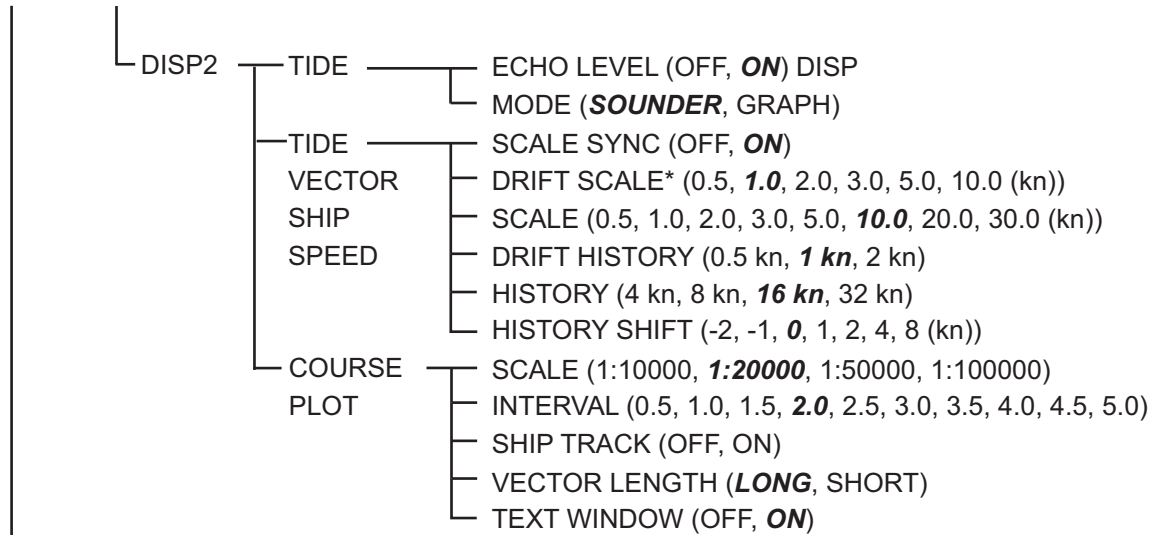 DISP2 TIDE ECHO LEVEL (OFF, ON) DISP
MODE (SOUNDER, GRAPH)
TIDE SCALE SYNC (OFF, ON)
VECTOR DRIFT SCALE* (0.5, 1.0, 2.0, 3.0, 5.0, 10.0 (kn))
SHIP SCALE (0.5, 1.0, 2.0, 3.0, 5.0, 10.0, 20.0, 30.0 (kn))
SPEED DRIFT HISTORY (0.5 kn, 1 kn, 2 kn)
HISTORY (4 kn, 8 kn, 16 kn, 32 kn)
HISTORY SHIFT (-2, -1, 0, 1, 2, 4, 8 (kn))
COURSE SCALE (1:10000, 1:20000, 1:50000, 1:100000)
PLOT INTERVAL (0.5, 1.0, 1.5, 2.0, 2.5, 3.0, 3.5, 4.0, 4.5, 5.0)
SHIP TRACK (OFF, ON)
VECTOR LENGTH (LONG, SHORT)
TEXT WINDOW (OFF, ON)